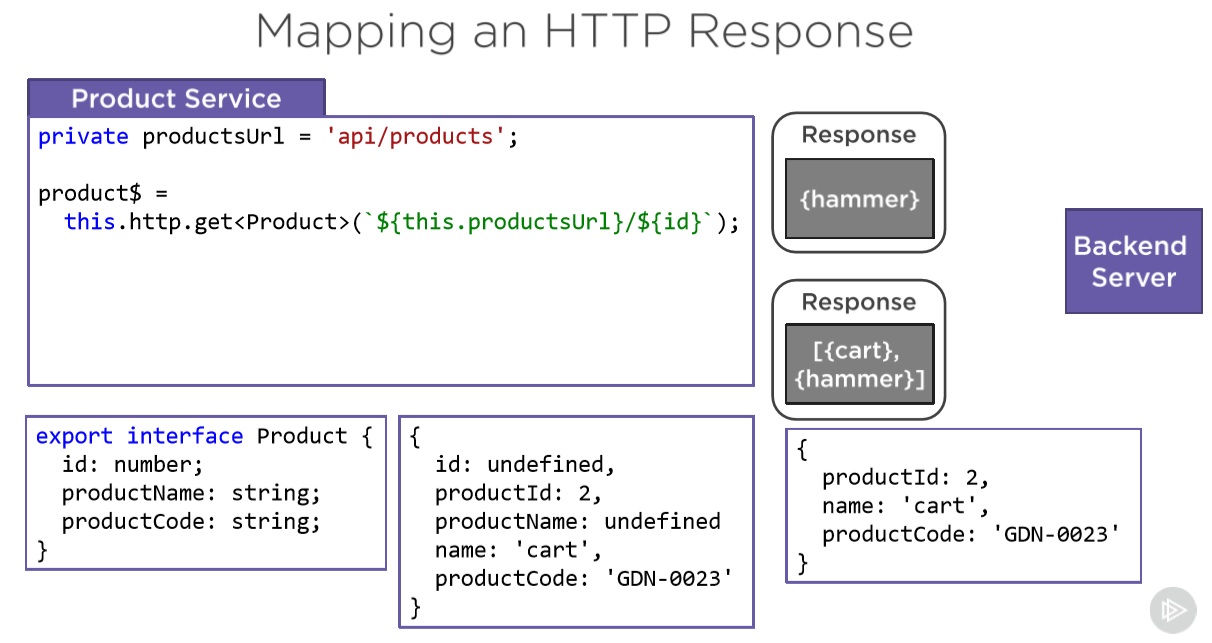 Mapping an HTTP Response
Product Service
private productsUrl = 'api/products';
product$ =
this.http.get<Product>(`${this.productsUrl}/${id}`);
Response
{hammer}
Response
[{cart},
{hammer}]
Backend
Server
export interface Product {
id: number;
productName: string;
productCode: string;
}
{
id: undefined,
productId: 2,
productName: undefined
name: 'cart',
productCode: 'GDN-0023'
}
{
productId: 2,
name: 'cart',
productCode: 'GDN-0023'
}